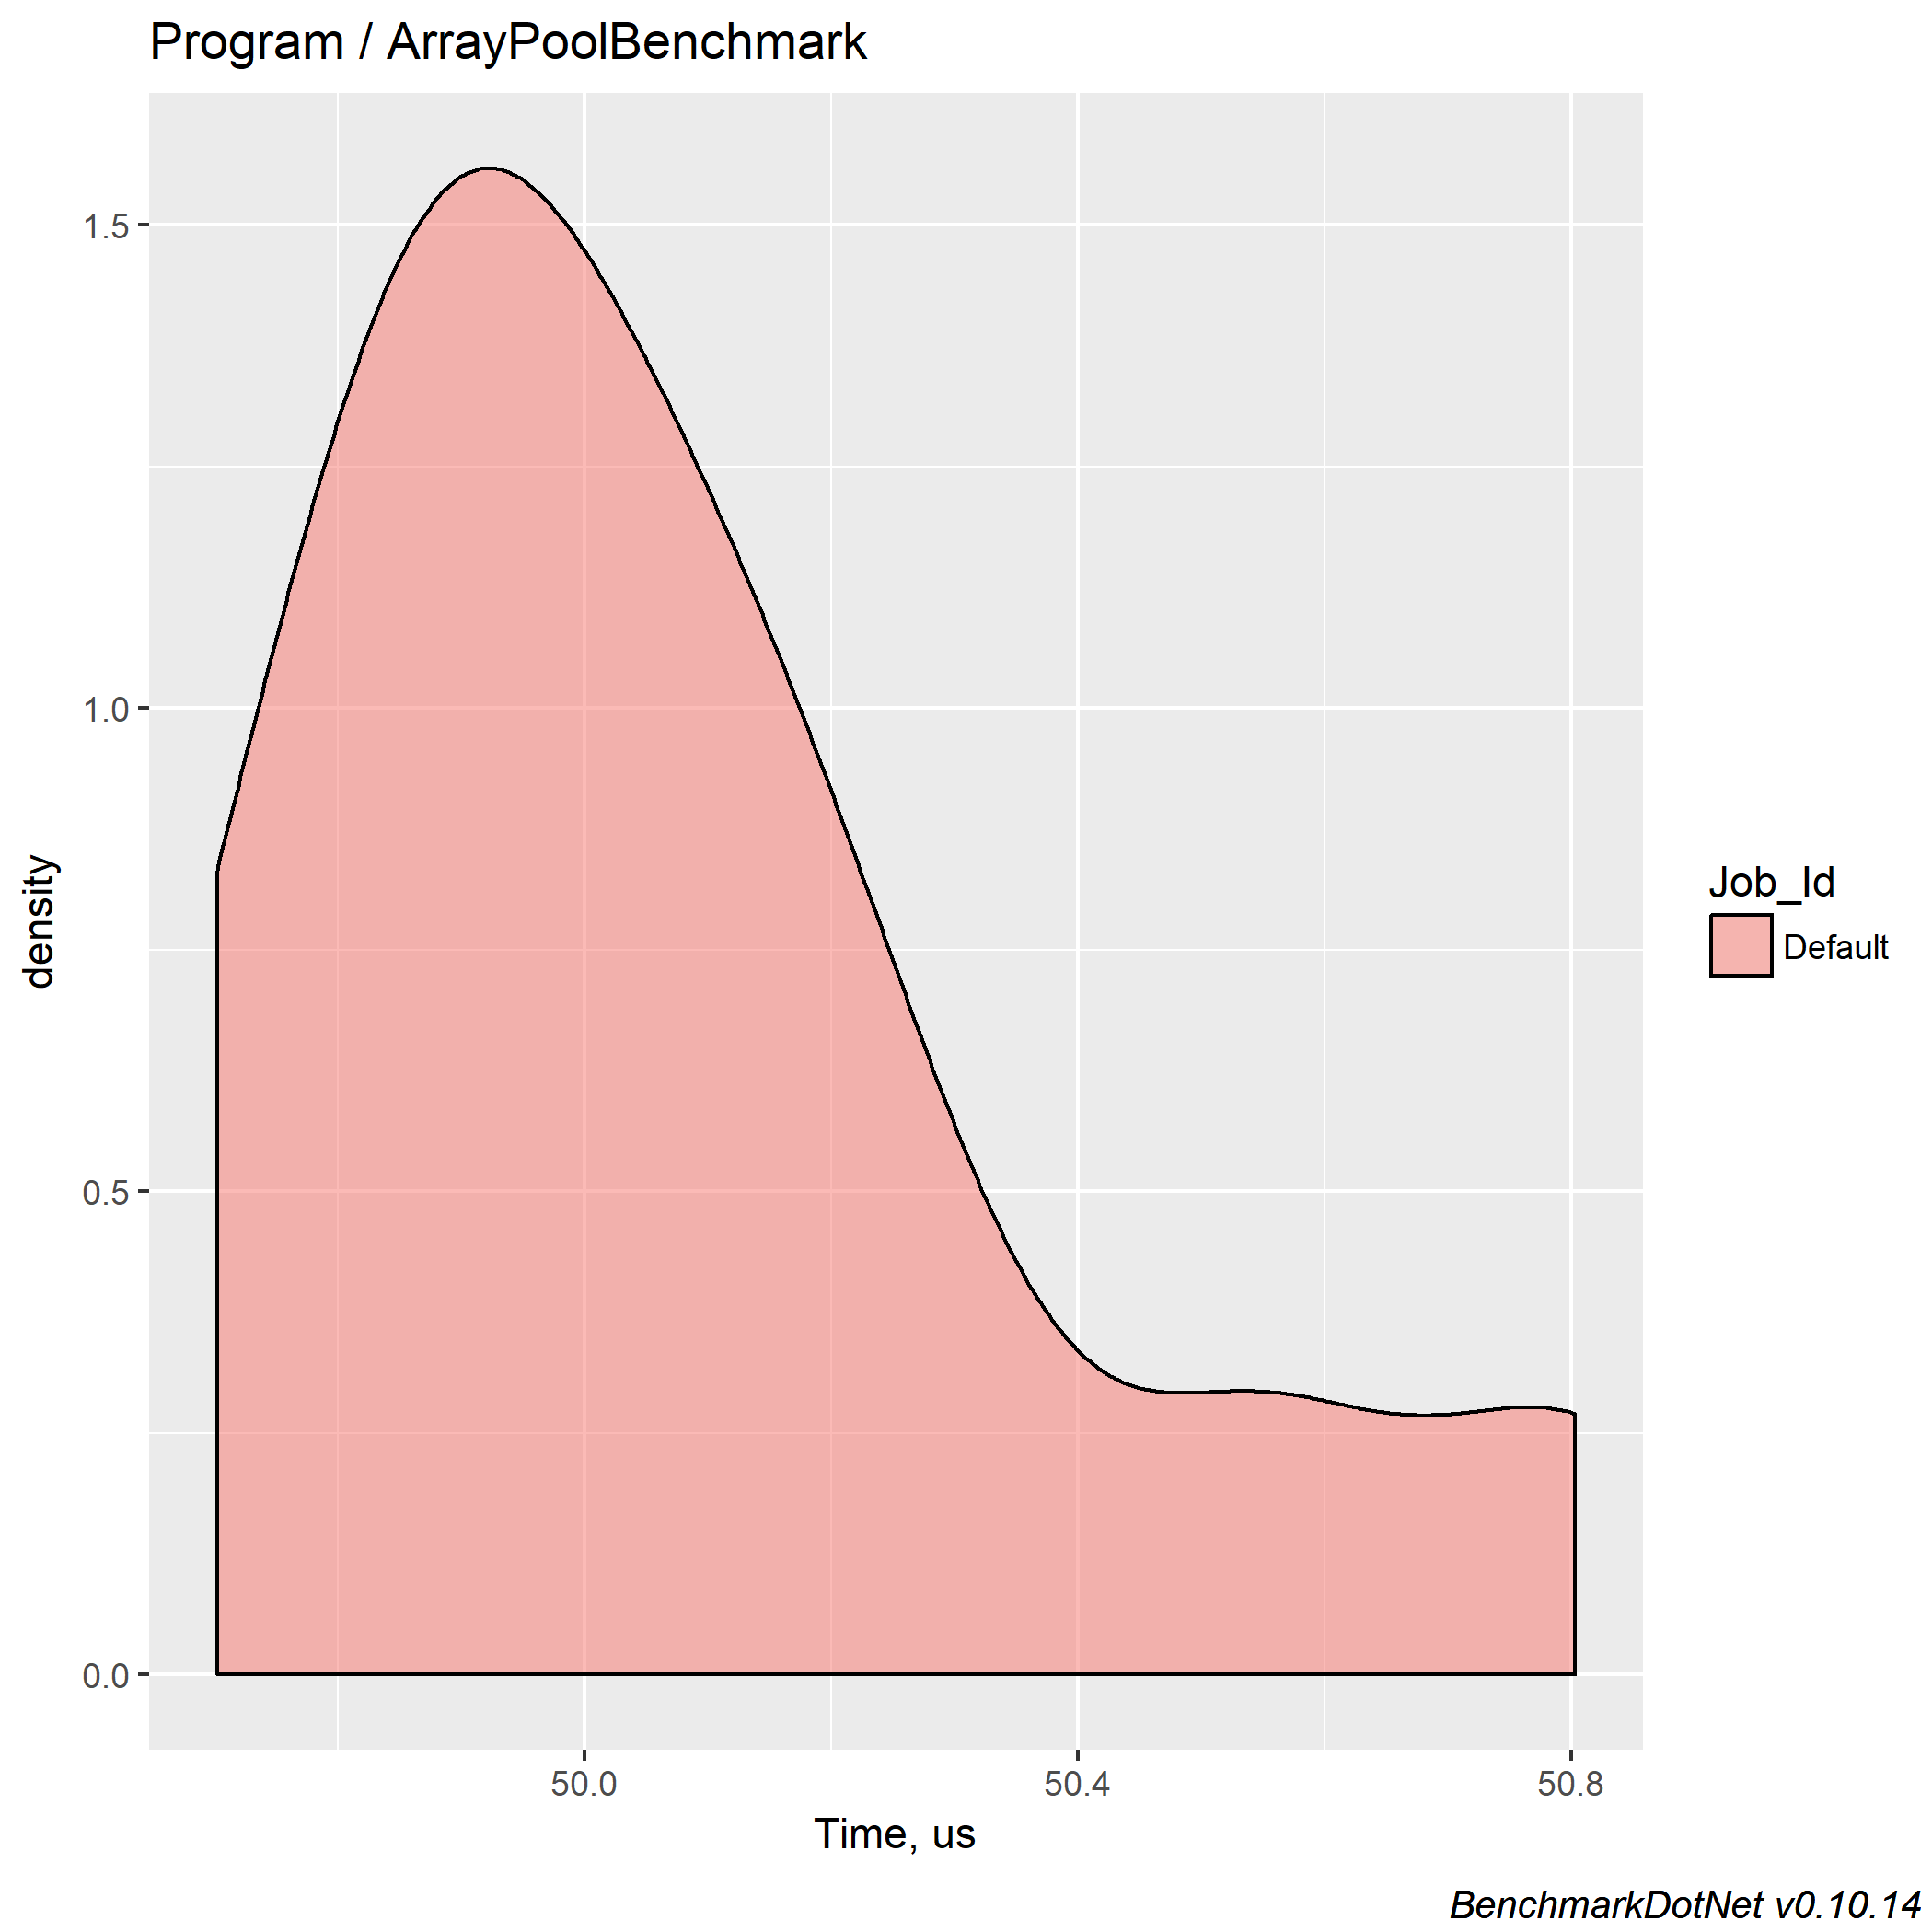 Program / ArrayPoolBenchmark
1.5
1.0
0.5
0.0
density
50.0 50.4 50.8
Time, us
Job_Id
Default
BenchmarkDotNet v0.10.14